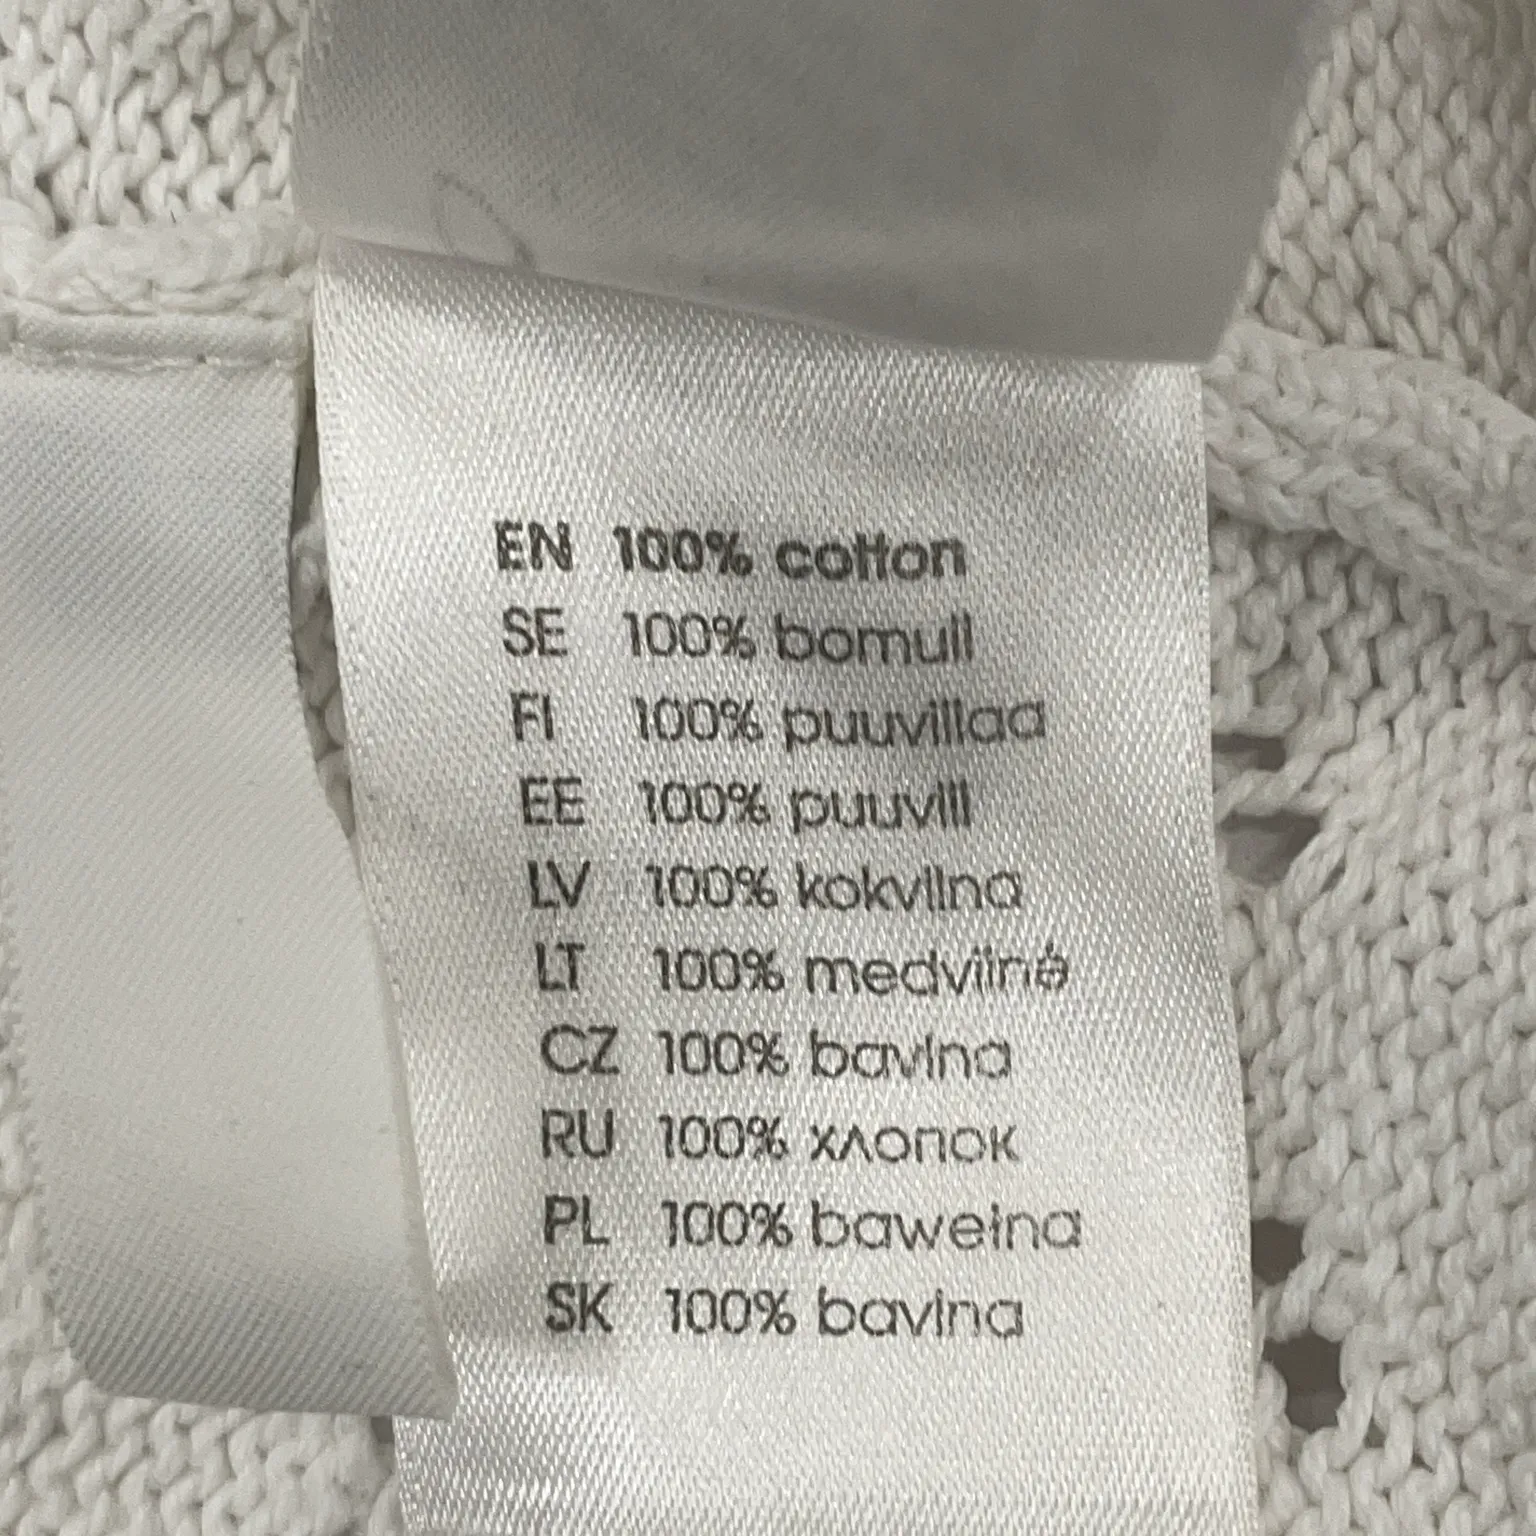 EN 100% cotton
SE 100% bomull
FI 100% puuvillaa
EE 100% puuvill
LV 100% kokvilna
LT 100% medvilnė
CZ 100% bavlna
RU 100% хлопок
PL 100% bawełna
SK 100% bavlna